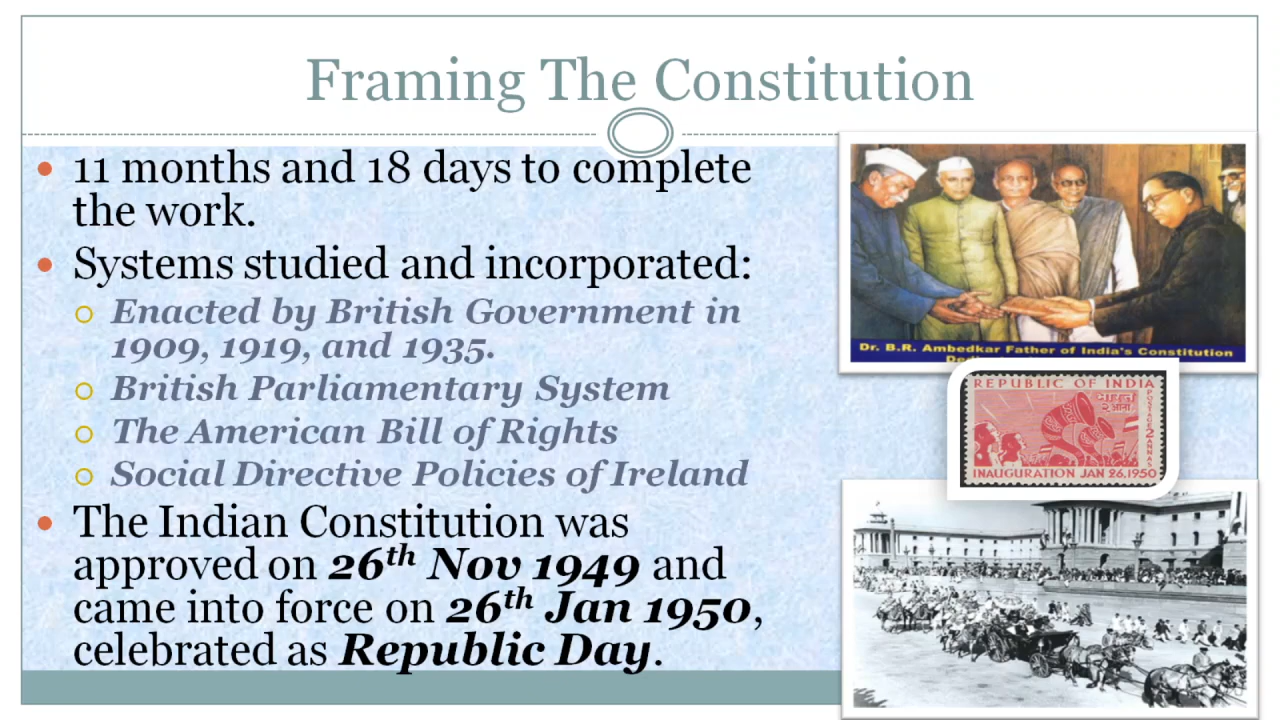 Framing The Constitution
11 months and 18 days to complete
the work.
Systems studied and incorporated:
Enacted by British Government in
1909, 1919, and 1935.
British Parliamentary System
The American Bill of Rights
Social Directive Policies of Ireland
The Indian Constitution was
approved on 26th Nov 1949 and
came into force on 26th Jan 1950,
celebrated as Republic Day.
Dr. B.R. Ambedkar Father of India's Constitution
REPUBLIC OF INDIA
POSTAGE 2 ANNAS
INAUGURATION JAN 26, 1950